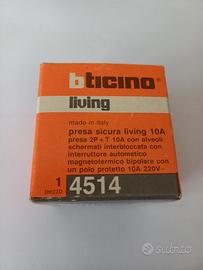 bticino
living
made in Italy
presa sicura living 10A
presa 2P+T 10A con alveoli
schermati interbloccata con
interruttore automatico
magnetotermico bipolare con
un polo protetto 10A 220V~
1
pezzo
4514
subito